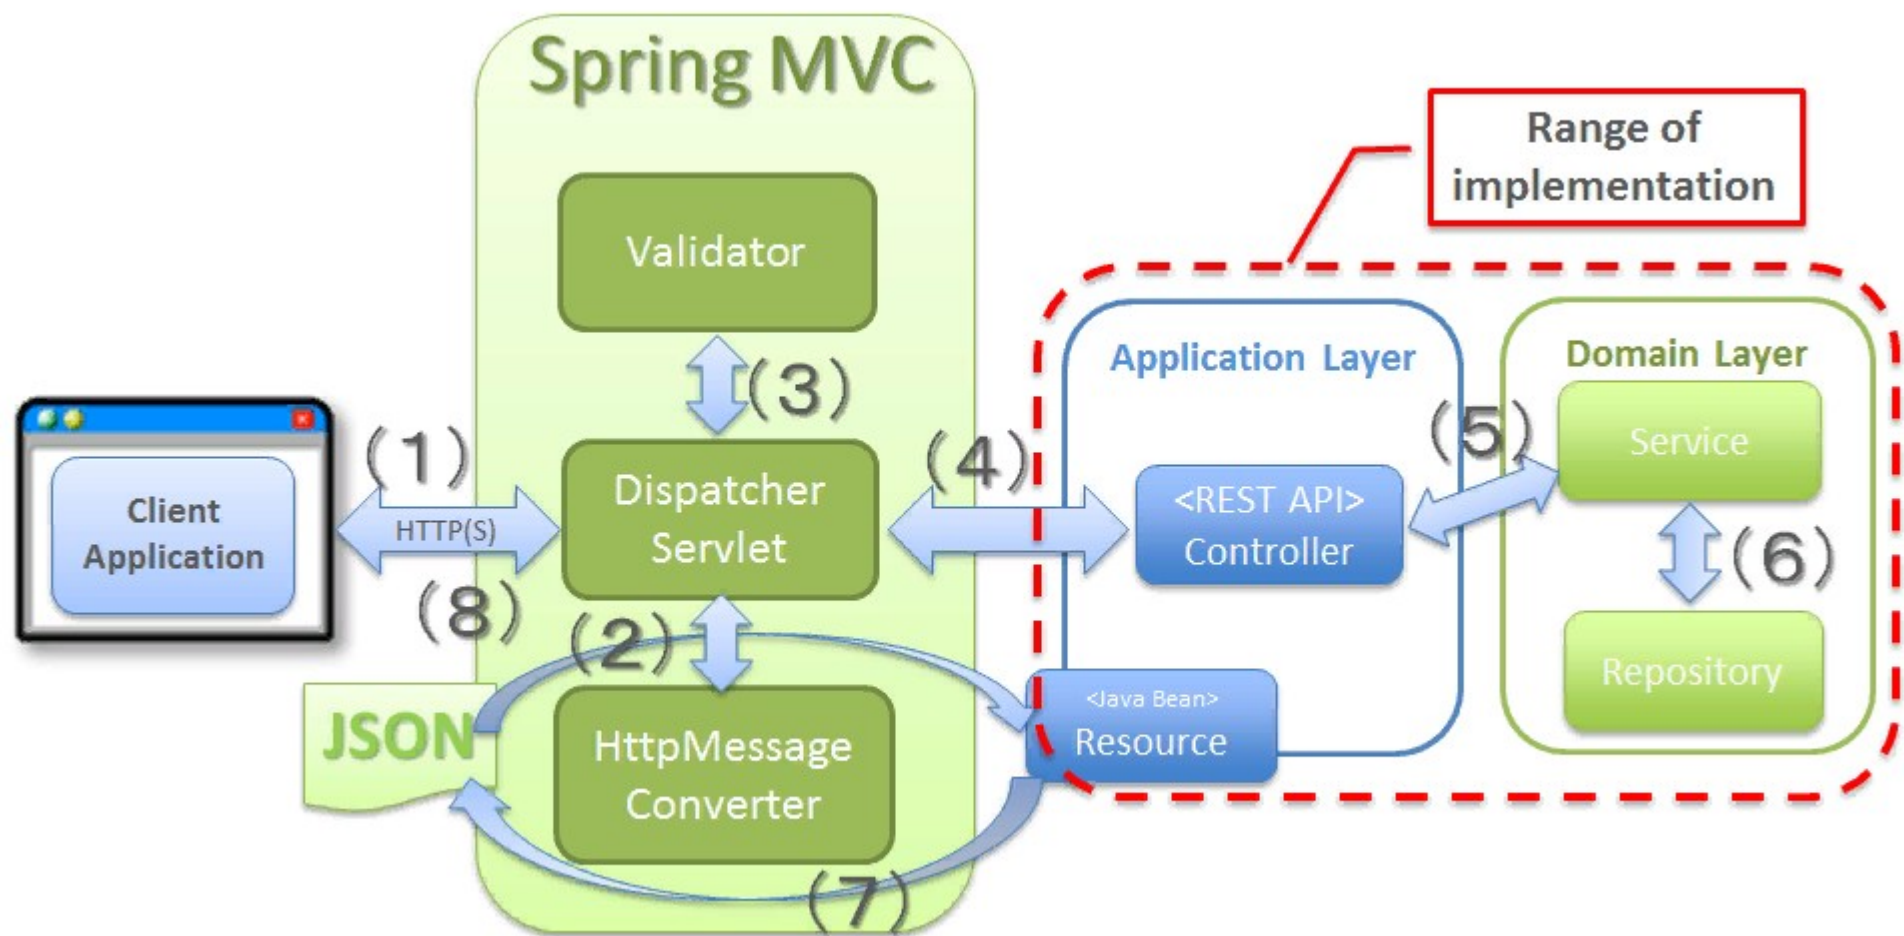 Spring MVC
Range of
implementation
Validator
(3)
Application Layer
Domain Layer
Client
Application
(1)
HTTP(S)
(8)
Dispatcher
Servlet
(4)
<REST API>
Controller
(5)
Service
(6)
Repository
(2)
JSON
HttpMessage
Converter
<Java Bean>
Resource
(7)